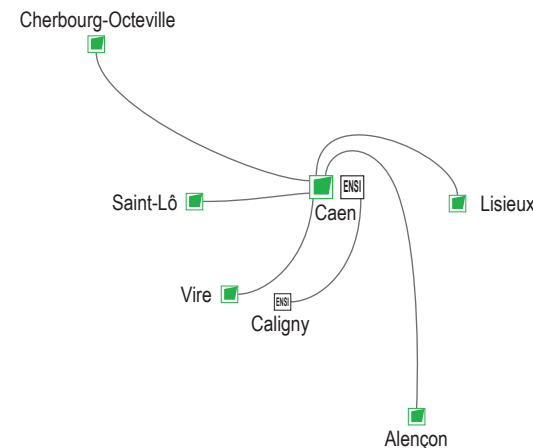 Cherbourg-Octeville
ENSI
Caen
Saint-Lô
Lisieux
Vire
ENSI
Caligny
Alençon